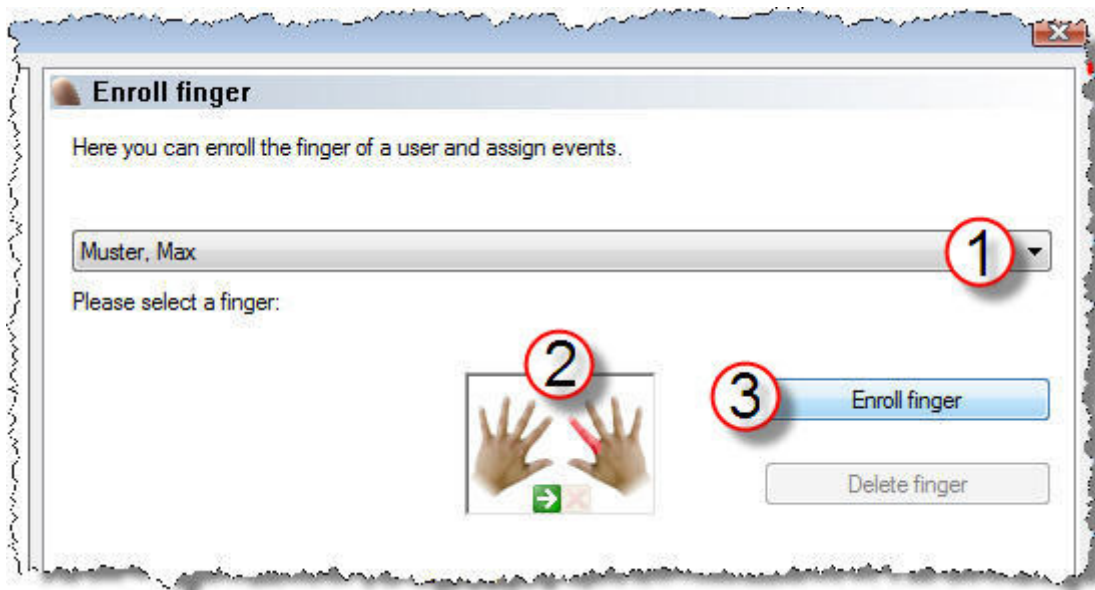 Enroll finger
Here you can enroll the finger of a user and assign events.
Muster, Max
1
Please select a finger:
2
3
Enroll finger
Delete finger